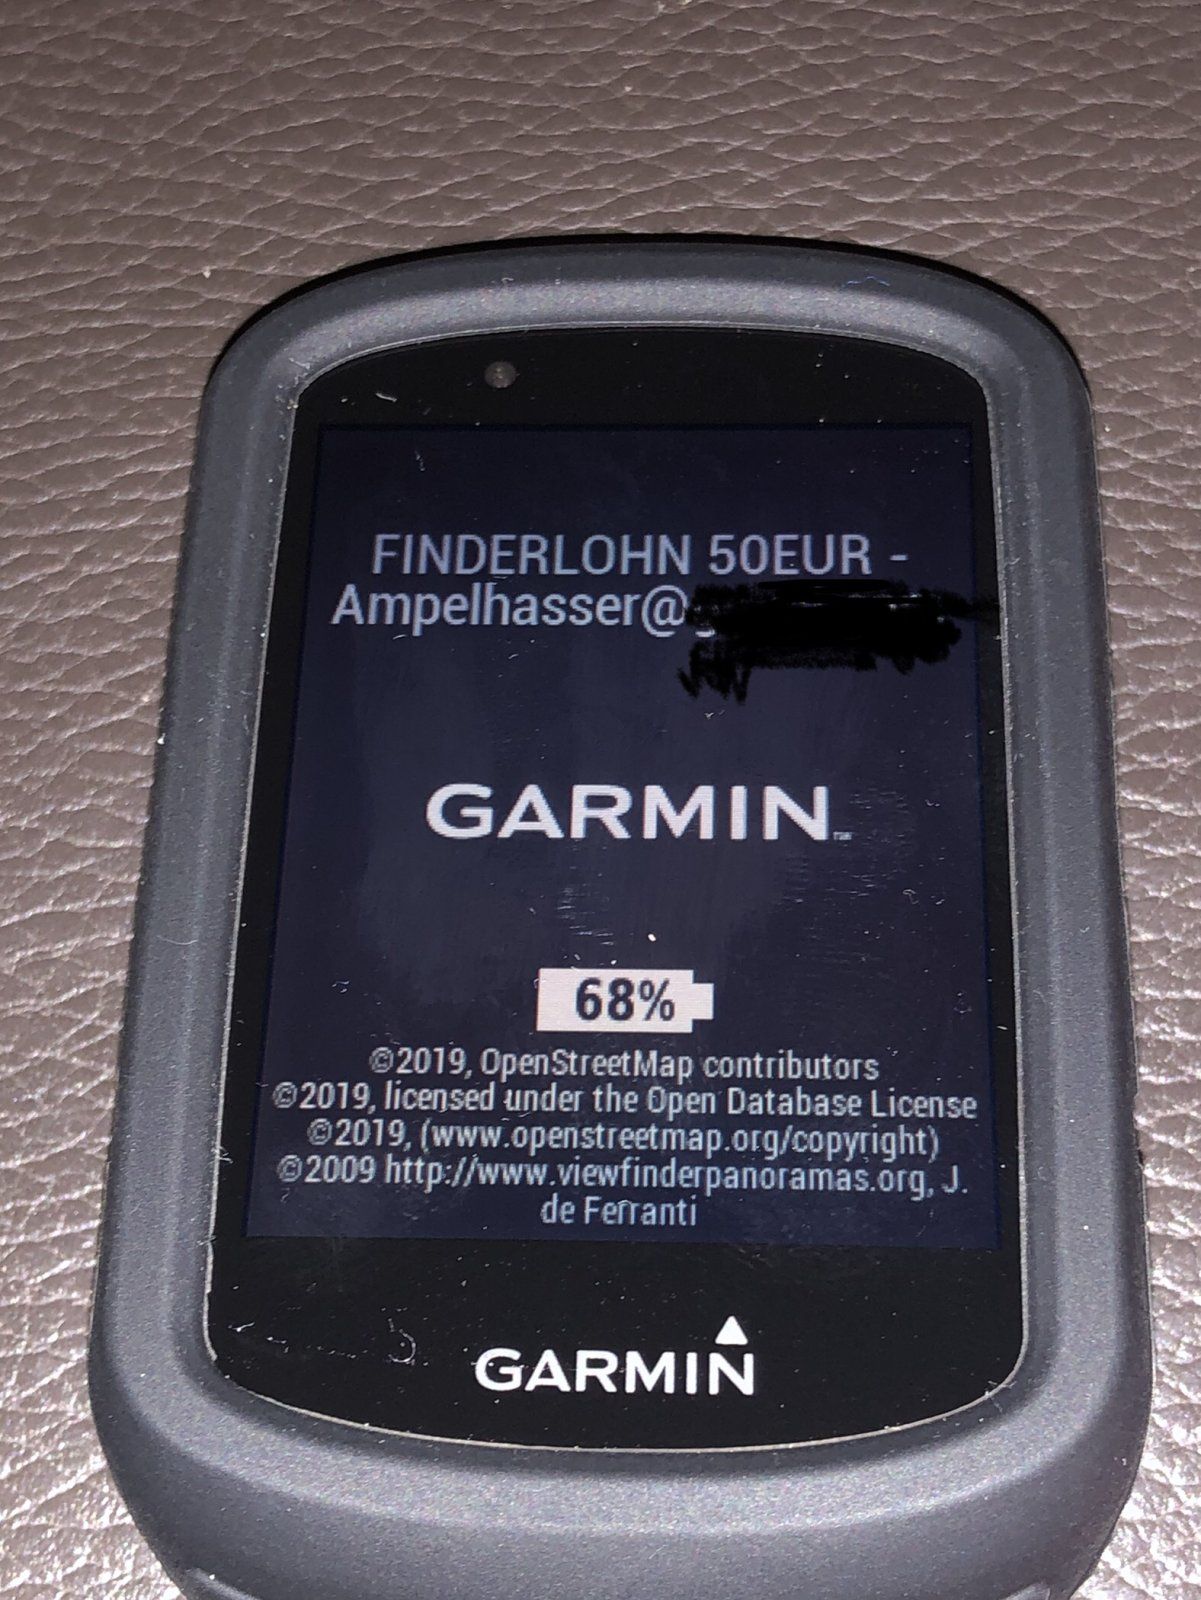 FINDERLOHN 50EUR -
Ampelhasser@
GARMIN™
68%
©2019, OpenStreetMap contributors
©2019, licensed under the Open Database License
©2019, (www.openstreetmap.org/copyright)
©2009 http://www.viewfinderpanoramas.org, J.
de Ferranti
GARMIN